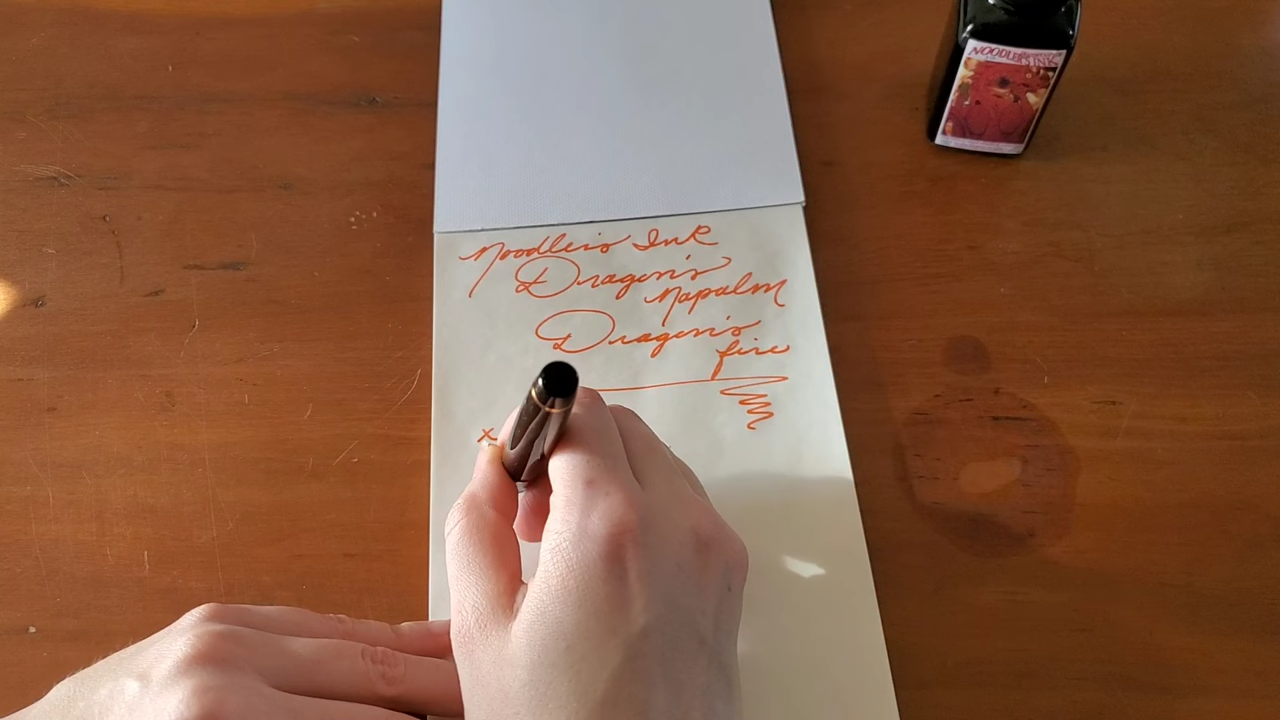 Noodler's Ink
Dragon's
Napalm
Dragon's
fire
x
NOODLER'S INK